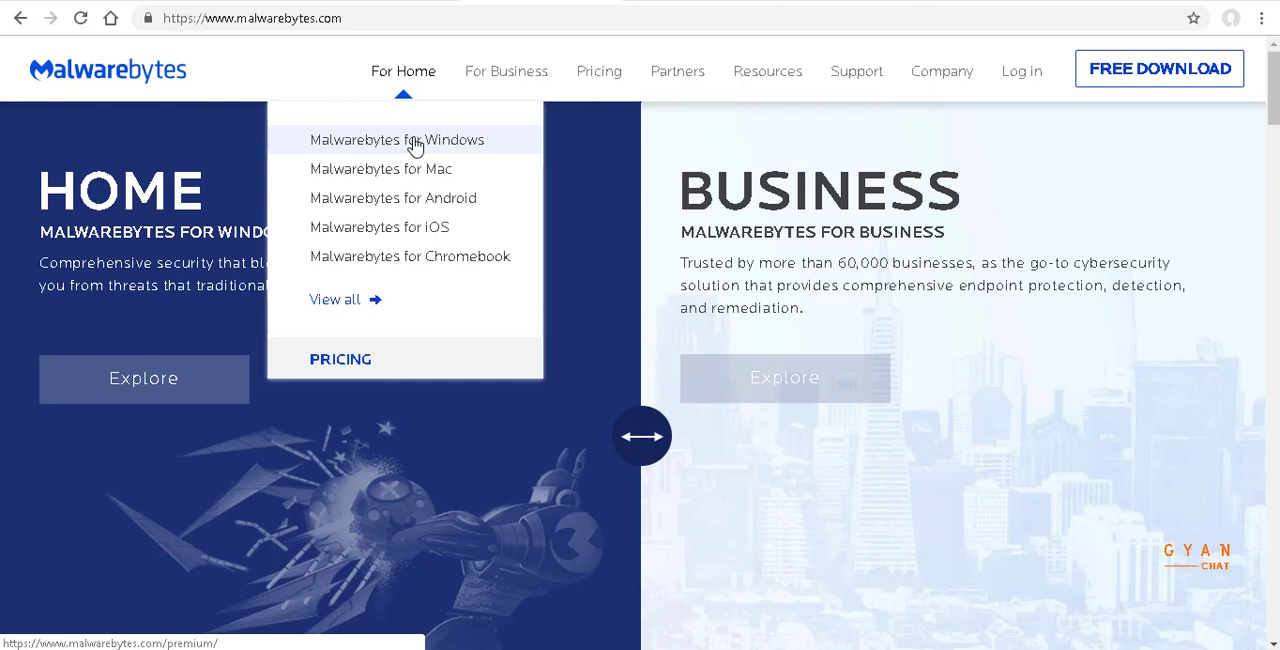 https://www.malwarebytes.com
Malwarebytes
For Home
For Business
Pricing
Partners
Resources
Support
Company
Log in
FREE DOWNLOAD
Malwarebytes for Windows
Malwarebytes for Mac
Malwarebytes for Android
Malwarebytes for iOS
Malwarebytes for Chromebook
View all
PRICING
HOME
MALWAREBYTES FOR
Comprehensive security that
you from threats that
Explore
BUSINESS
MALWAREBYTES FOR BUSINESS
Trusted by more than 60,000 businesses, as the go-to cybersecurity
solution that provides comprehensive endpoint protection, detection,
and remediation.
Explore
GYAN
CHAT
https://www.malwarebytes.com/premium/